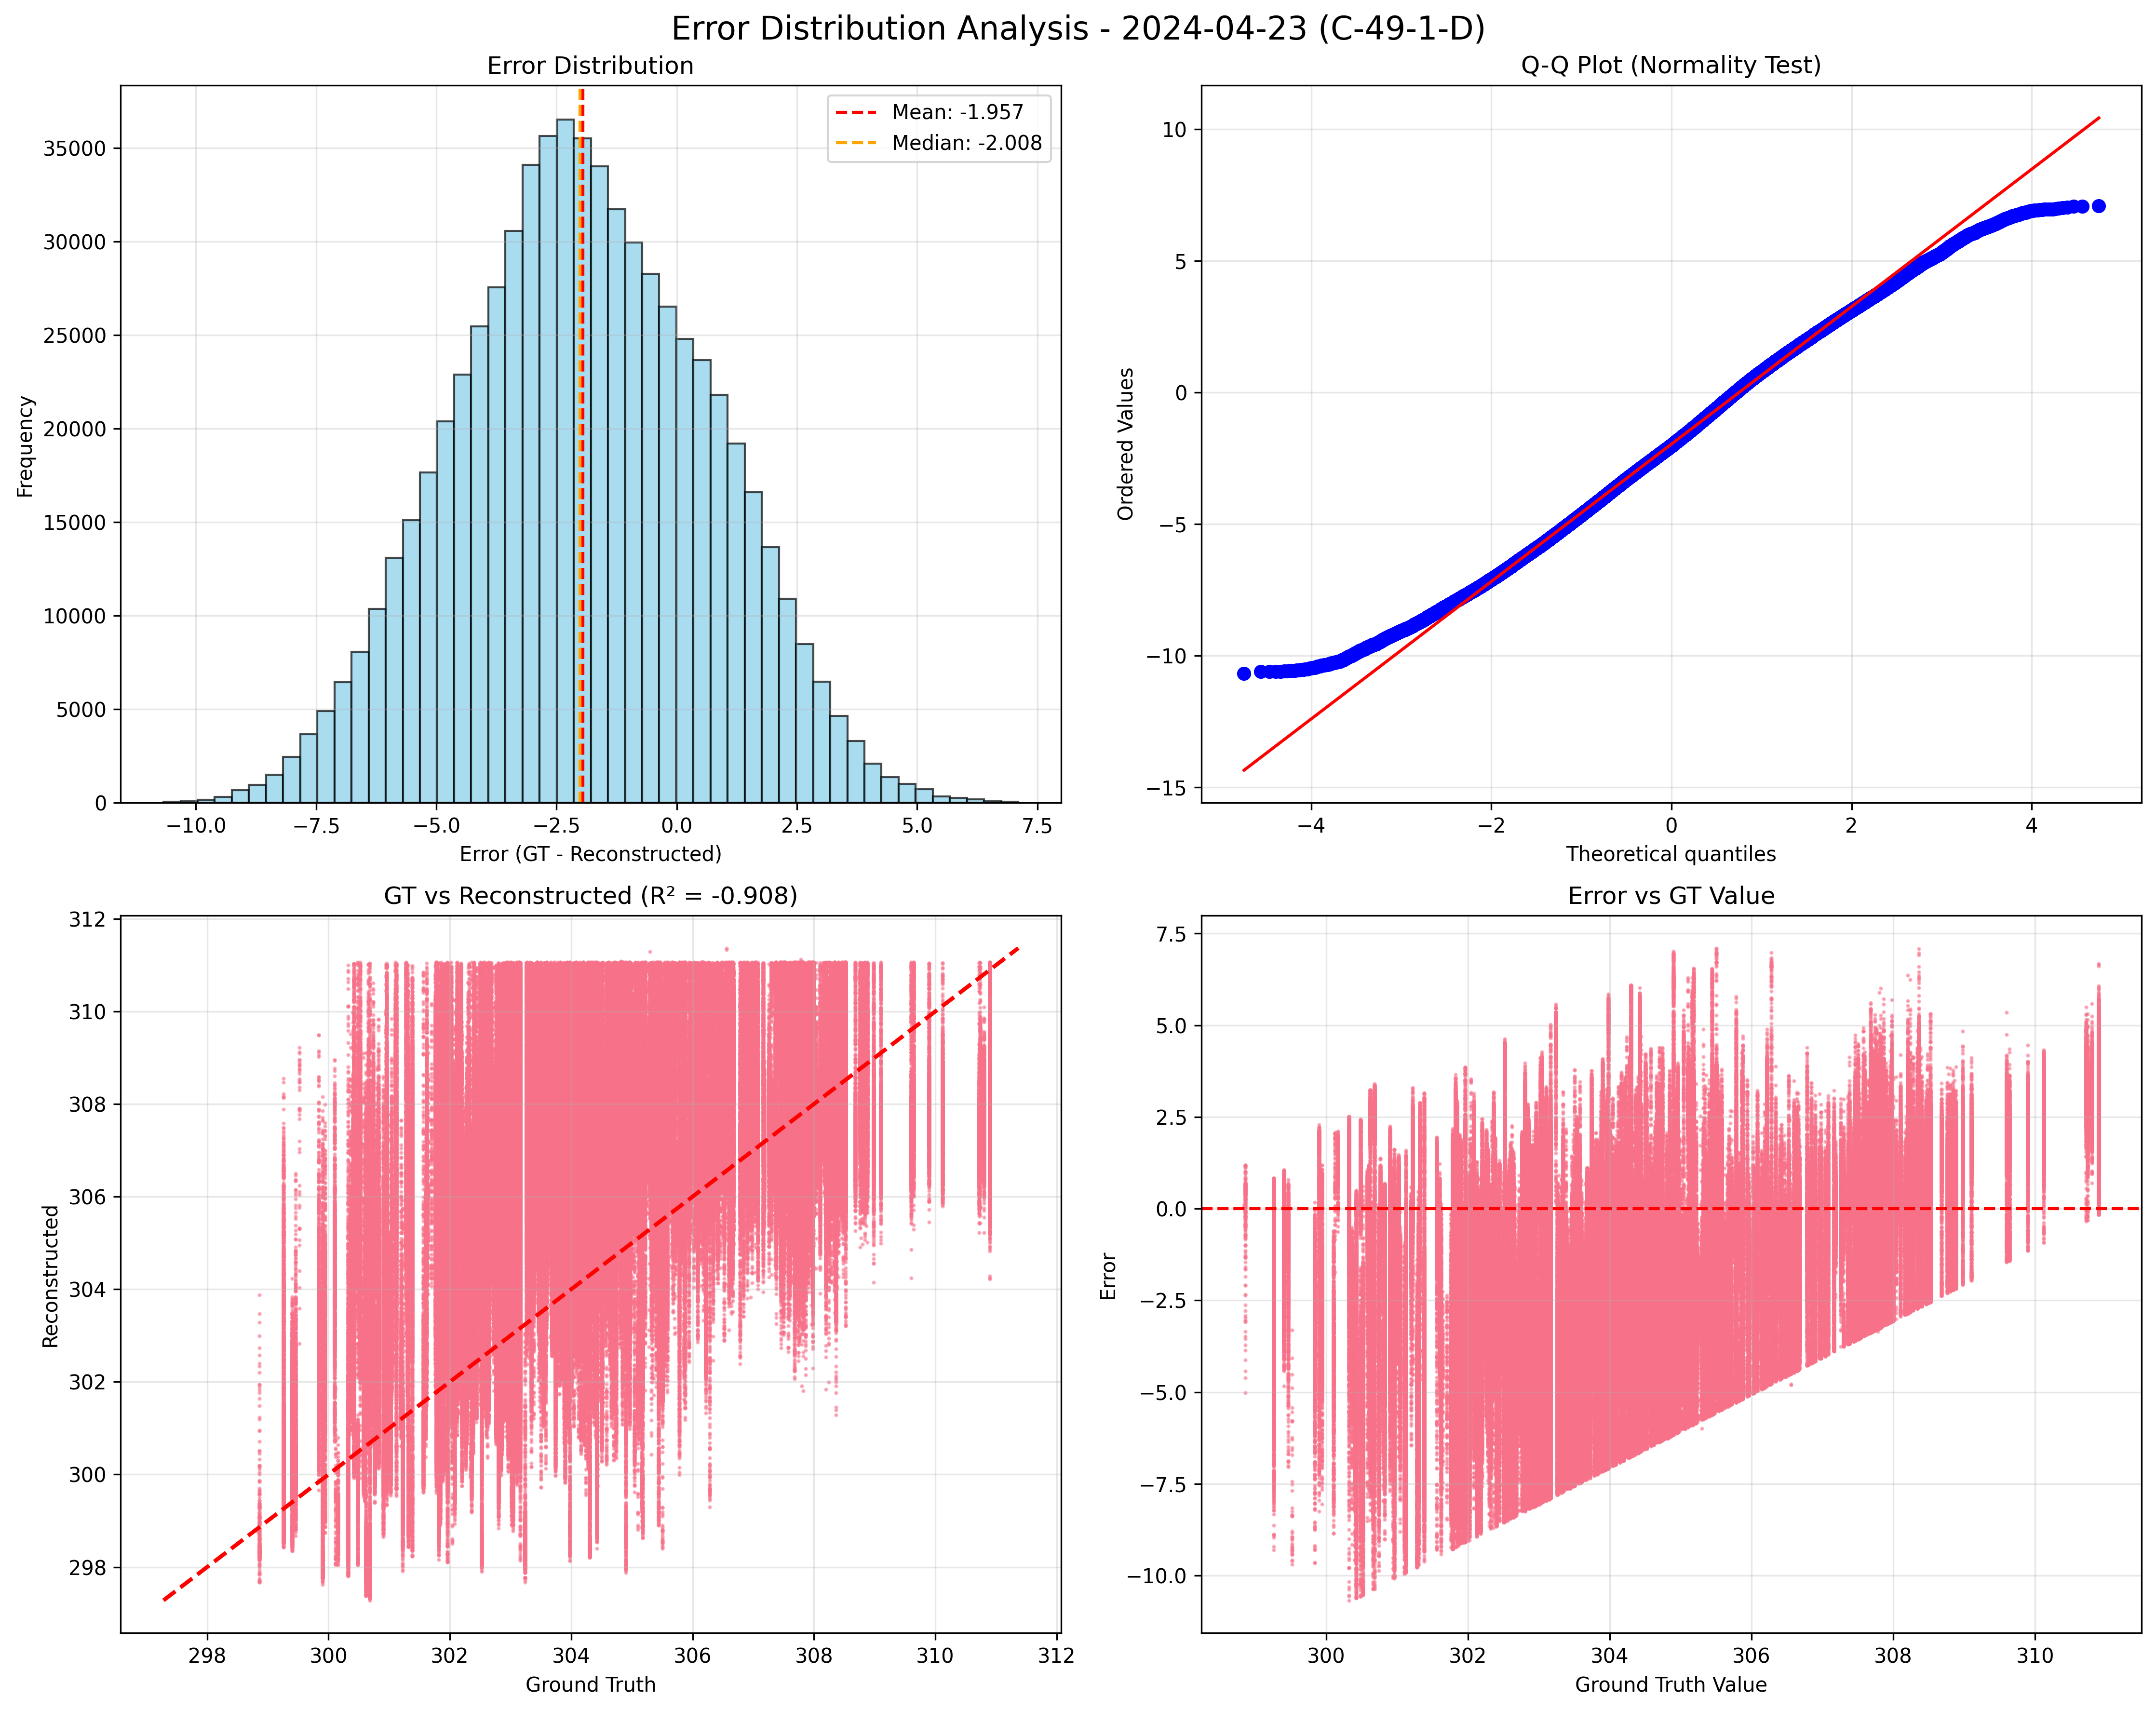 Error Distribution Analysis - 2024-04-23 (C-49-1-D)
Error Distribution
Mean: -1.957
Median: -2.008
35000
30000
25000
20000
15000
10000
5000
0
Frequency
−10.0 −7.5 −5.0 −2.5 0.0 2.5 5.0 7.5
Error (GT - Reconstructed)
Q-Q Plot (Normality Test)
10
5
0
−5
−10
−15
Ordered Values
−4 −2 0 2 4
Theoretical quantiles
GT vs Reconstructed (R² = -0.908)
312
310
308
306
304
302
300
298
Reconstructed
298 300 302 304 306 308 310 312
Ground Truth
Error vs GT Value
7.5
5.0
2.5
0.0
−2.5
−5.0
−7.5
−10.0
Error
300 302 304 306 308 310
Ground Truth Value